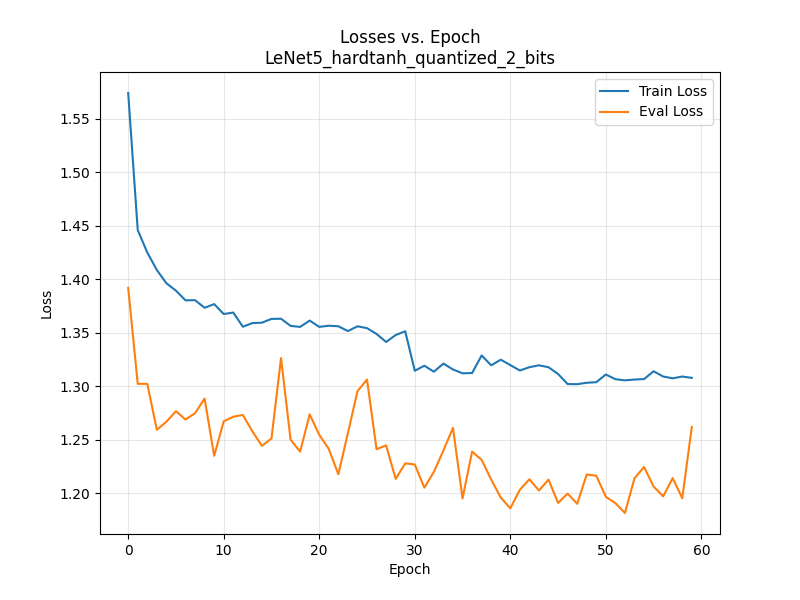 Losses vs. Epoch
LeNet5_hardtanh_quantized_2_bits
Train Loss
Eval Loss
1.55
1.50
1.45
1.40
1.35
1.30
1.25
1.20
Loss
0
10
20
30
40
50
60
Epoch